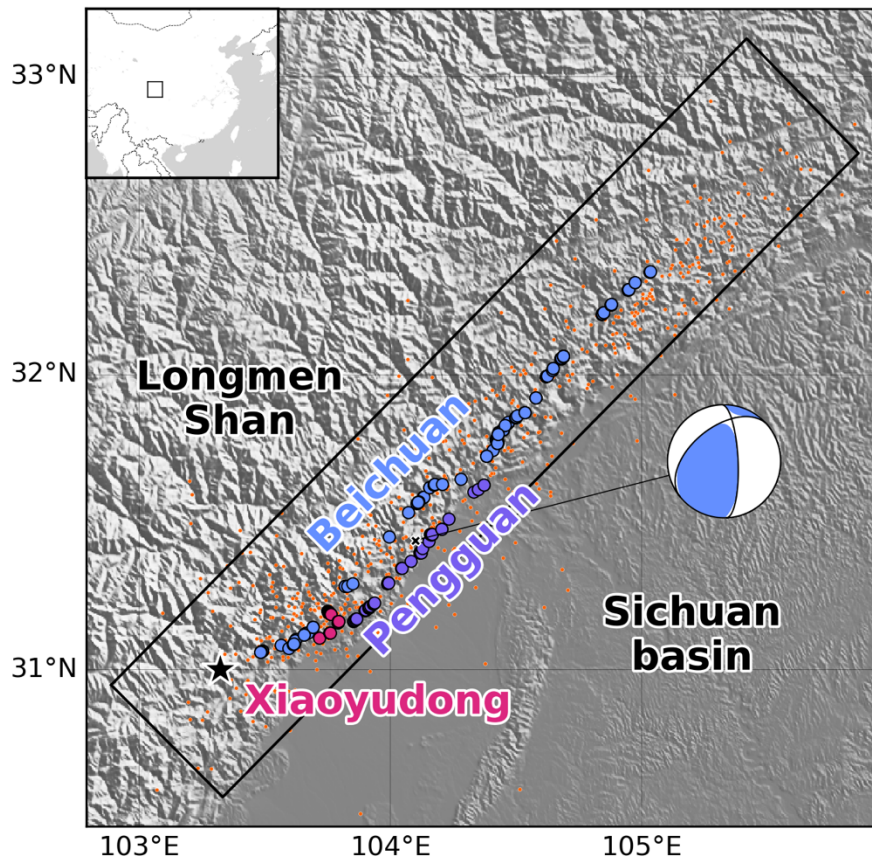 33°N
32°N
31°N
Longmen
Shan
Beichuan
Pengguan
Xiaoyudong
Sichuan
basin
103°E
104°E
105°E